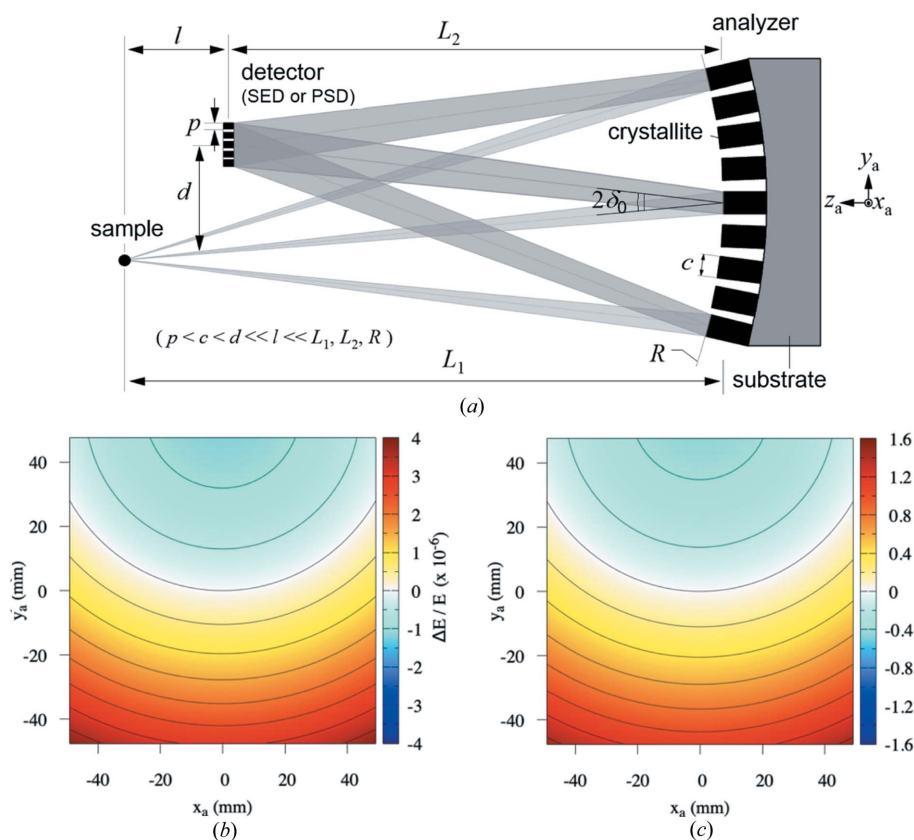 l
L₂
analyzer
detector
(SED or PSD)
p
crystallite
d
2δ₀
yₐ
zₐ
xₐ
sample
c
( p < c < d << l << L₁, L₂, R )
L₁
R
substrate
(a)
40
20
0
-20
-40
yₐ (mm)
-40
-20
0
20
40
xₐ (mm)
4
3
2
1
0
-1
-2
-3
-4
ΔE / E (x 10⁻⁶)
(b)
40
20
0
-20
-40
yₐ (mm)
-40
-20
0
20
40
xₐ (mm)
1.6
1.2
0.8
0.4
0
-0.4
-0.8
-1.2
-1.6
(c)